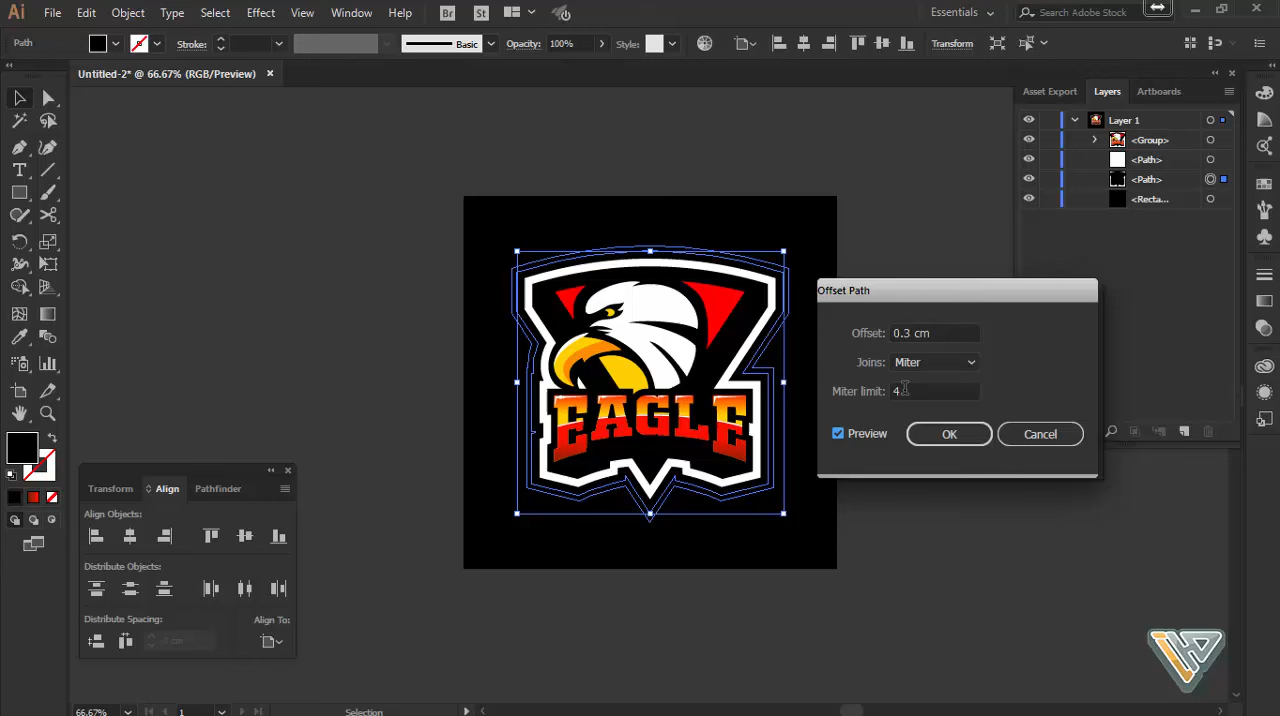 Ai File Edit Object Type Select Effect View Window Help Br St Essentials Search Adobe Stock
Path Stroke: Basic Opacity: 100% Style: Transform
Untitled-2* @ 66.67% (RGB/Preview) ×
Asset Export Layers Artboards
Layer 1
<Group>
<Path>
<Path>
<Recta...
Offset Path
Offset: 0.3 cm
Joins: Miter
Miter limit: 4
Preview OK Cancel
EAGLE
Transform Align Pathfinder
Align Objects:
Distribute Objects:
Distribute Spacing: Align To:
0 cm
66.67% 1 Selection